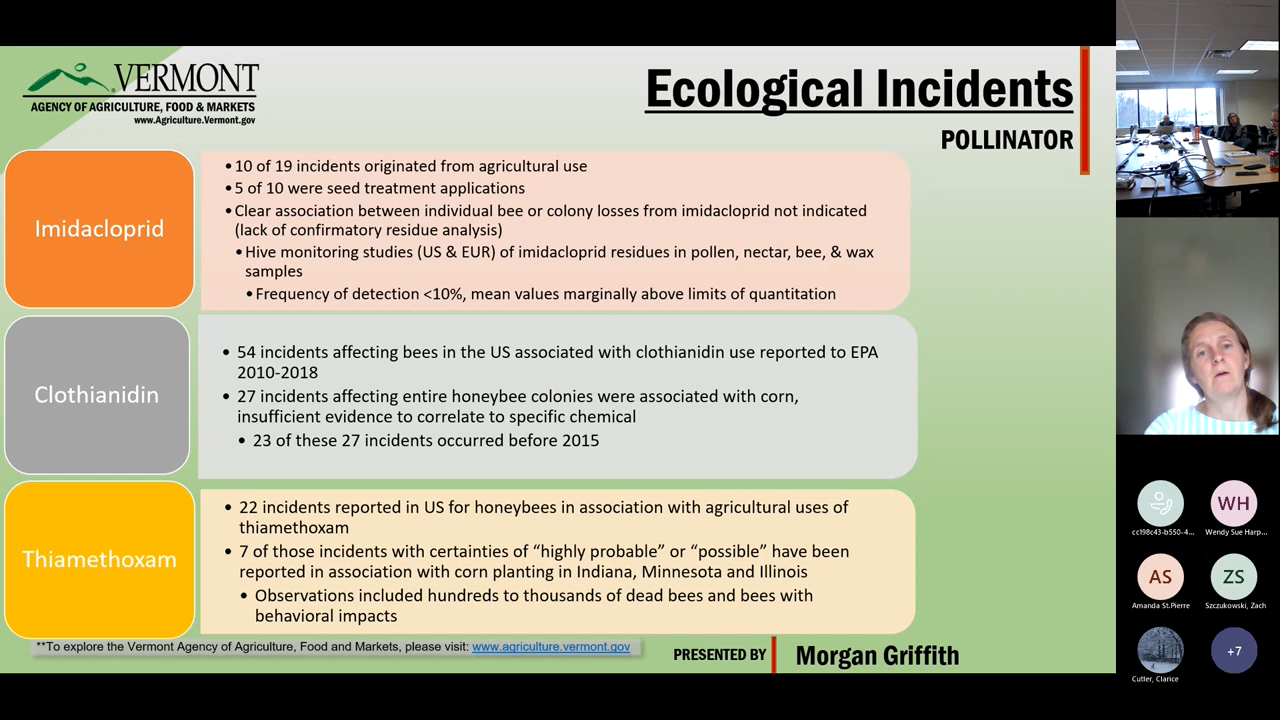 VERMONT
AGENCY OF AGRICULTURE, FOOD & MARKETS
www.Agriculture.Vermont.gov
Ecological Incidents
POLLINATOR
Imidacloprid
•10 of 19 incidents originated from agricultural use
•5 of 10 were seed treatment applications
•Clear association between individual bee or colony losses from imidacloprid not indicated
(lack of confirmatory residue analysis)
•Hive monitoring studies (US & EUR) of imidacloprid residues in pollen, nectar, bee, & wax
samples
•Frequency of detection <10%, mean values marginally above limits of quantitation
Clothianidin
• 54 incidents affecting bees in the US associated with clothianidin use reported to EPA
2010-2018
• 27 incidents affecting entire honeybee colonies were associated with corn,
insufficient evidence to correlate to specific chemical
• 23 of these 27 incidents occurred before 2015
Thiamethoxam
• 22 incidents reported in US for honeybees in association with agricultural uses of
thiamethoxam
• 7 of those incidents with certainties of “highly probable” or “possible” have been
reported in association with corn planting in Indiana, Minnesota and Illinois
• Observations included hundreds to thousands of dead bees and bees with
behavioral impacts
**To explore the Vermont Agency of Agriculture, Food and Markets, please visit: www.agriculture.vermont.gov
PRESENTED BY
Morgan Griffith
WH
cc198c43-b550-4...
Wendy Sue Harp...
AS
ZS
Amanda St.Pierre
Szczukowski, Zach
+7
Cutler, Clarice